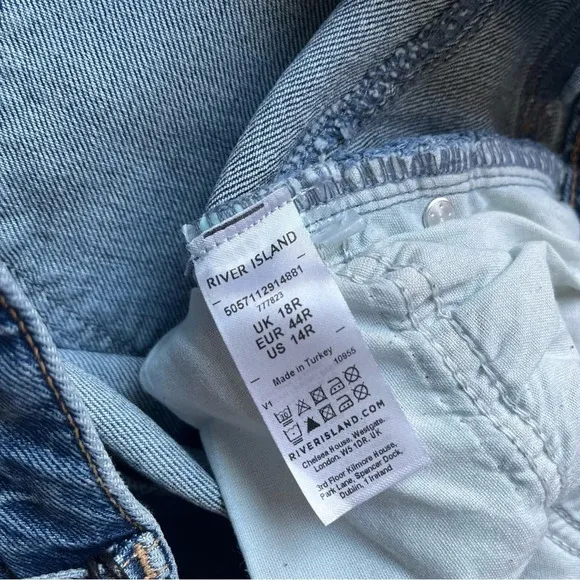 RIVER ISLAND
5057112914881
777823
UK 18R
EUR 44R
US 14R
Made in Turkey
10955
V1
RIVERISLAND.COM
Chelsea House, Westgate,
London. W5 1DR. UK
3rd Floor Kilmore House,
Park Lane, Spencer Dock,
Dublin, 1 Ireland